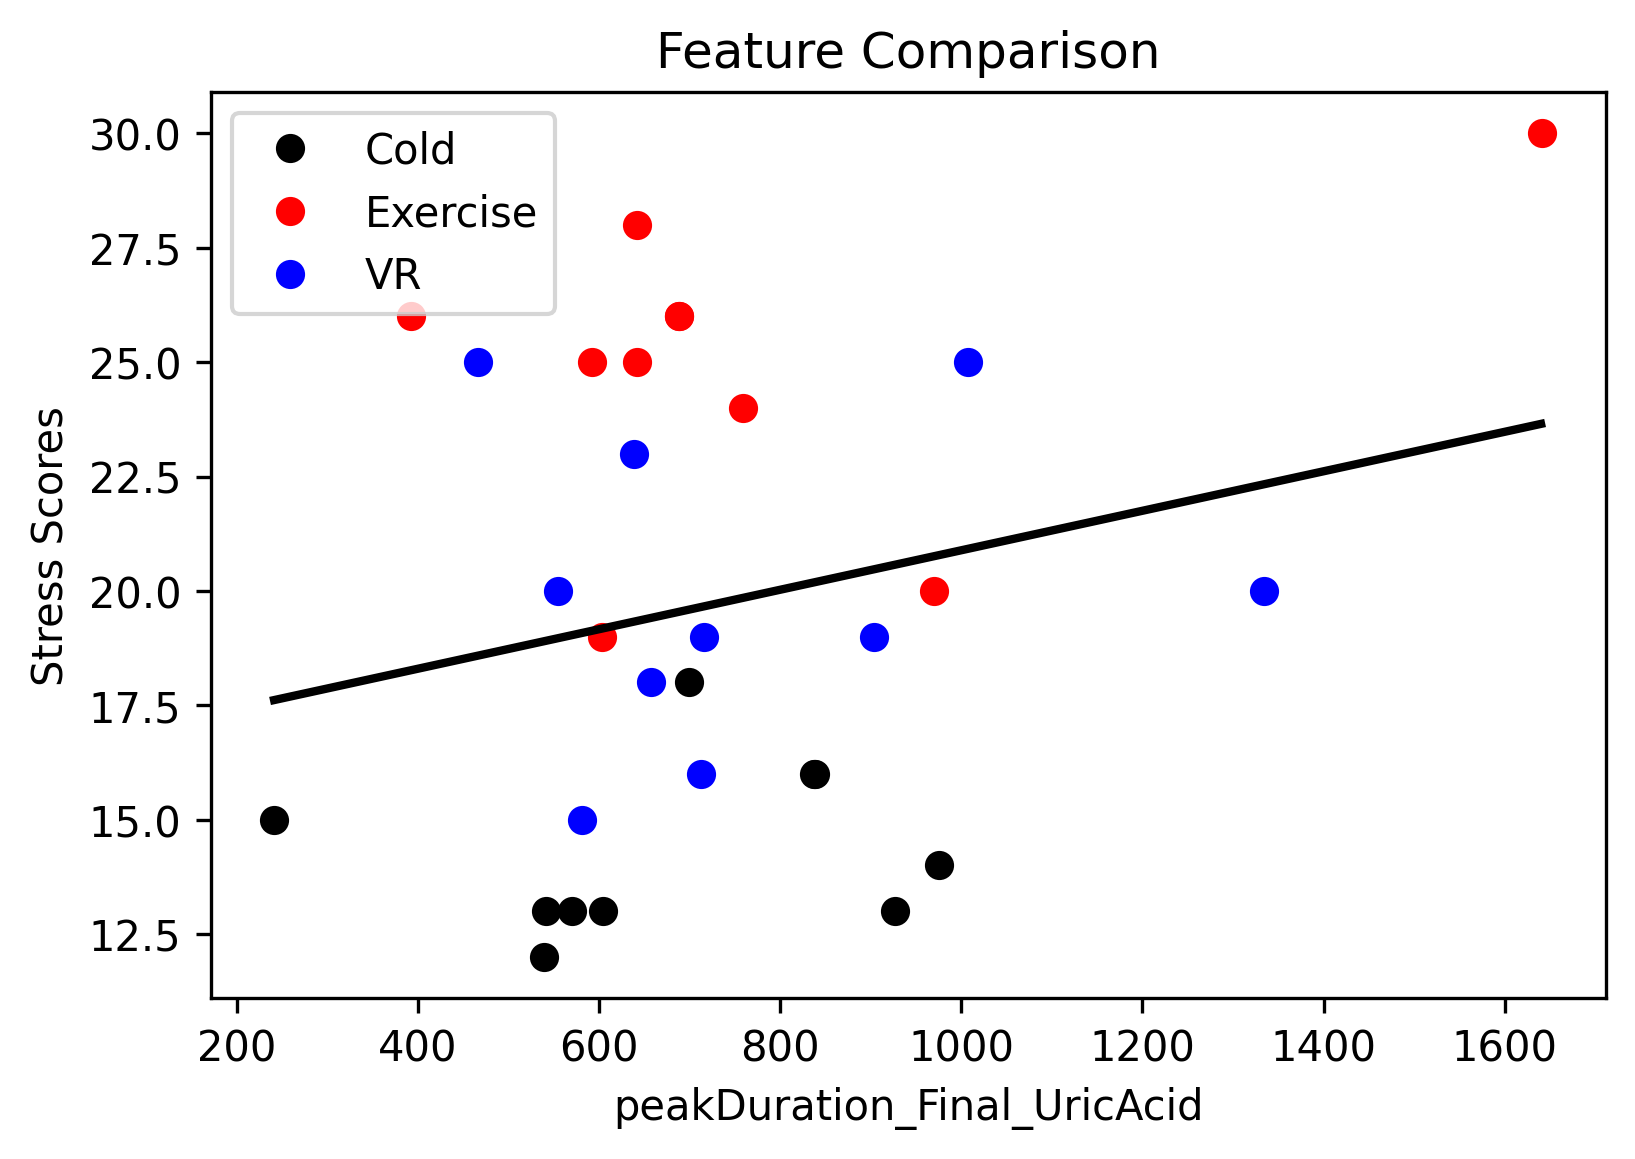 Feature Comparison
Cold
Exercise
VR
30.0
27.5
25.0
22.5
20.0
17.5
15.0
12.5
Stress Scores
200 400 600 800 1000 1200 1400 1600
peakDuration_Final_UricAcid